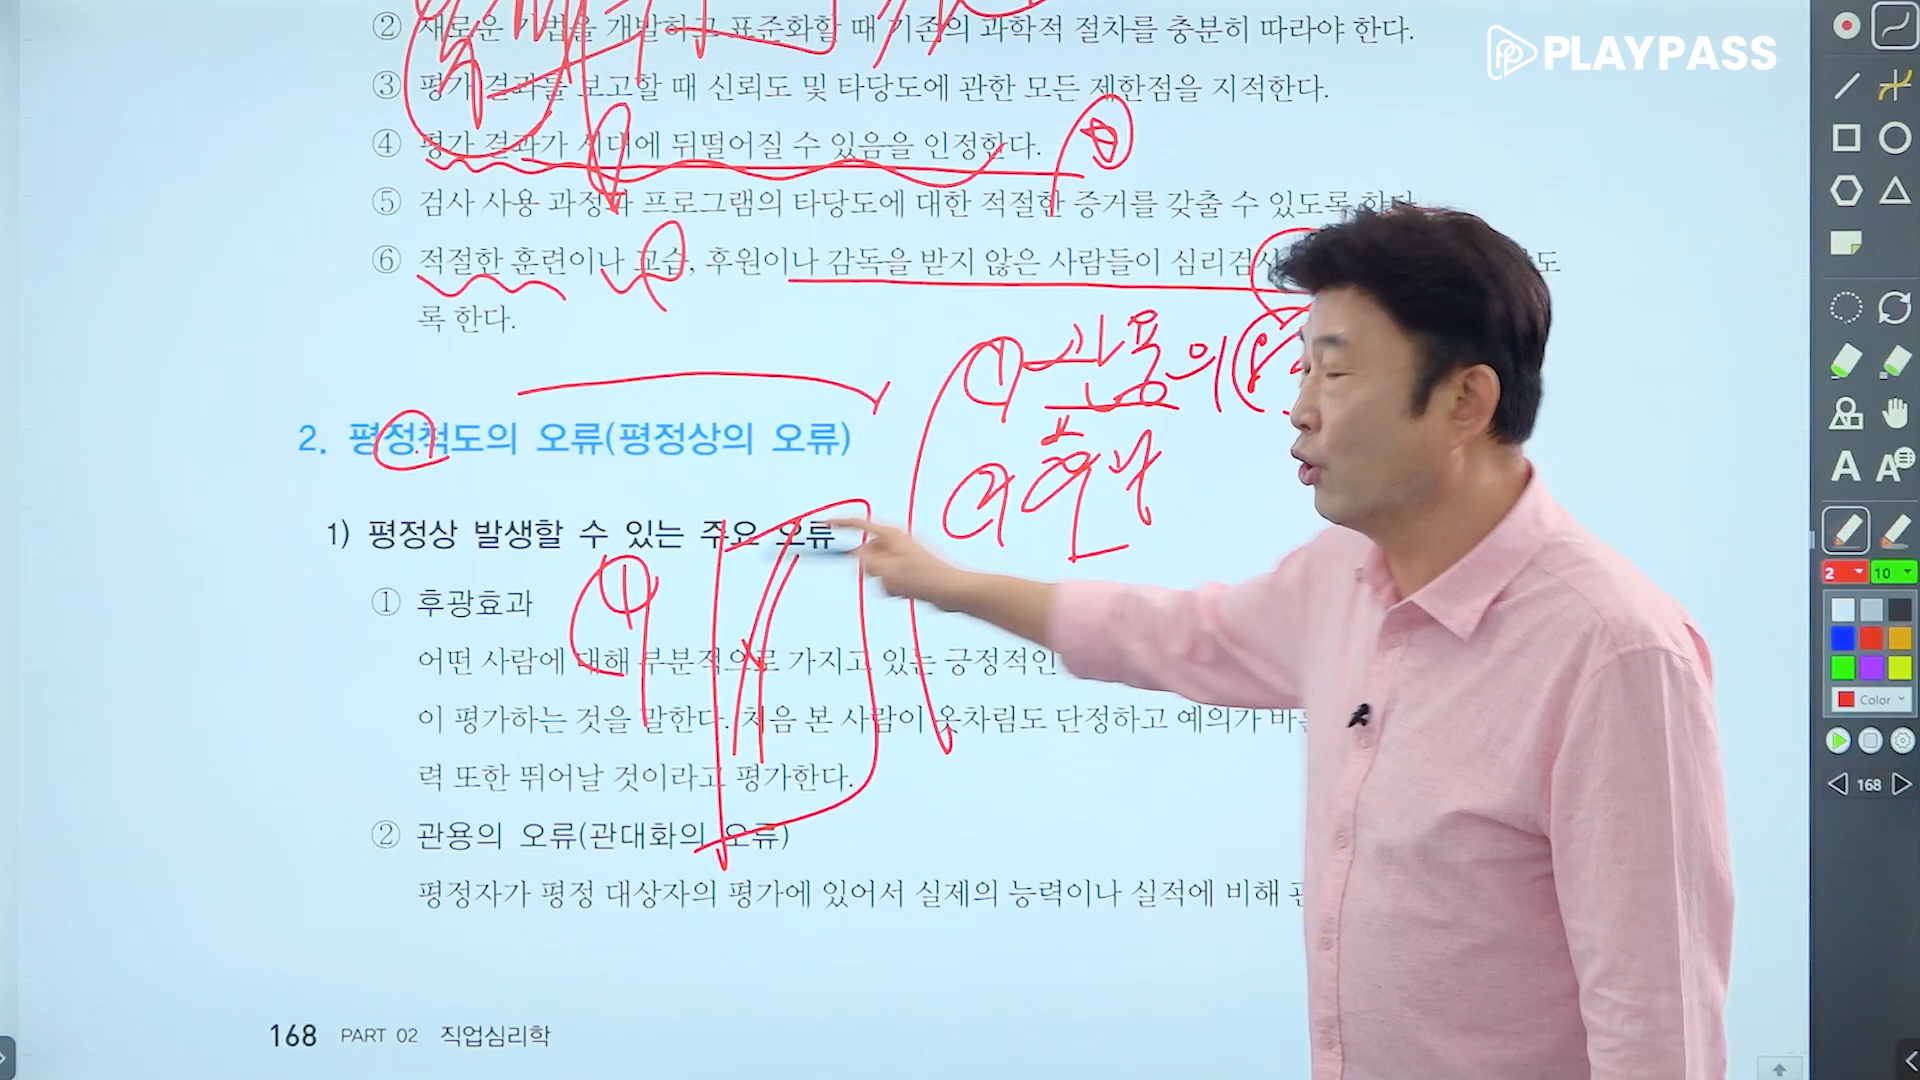 ② 새로운 기법을 개발하고 표준화할 때 기존의 과학적 절차를 충분히 따라야 한다.
PLAYPASS
③ 평가 결과를 보고할 때 신뢰도 및 타당도에 관한 모든 제한점을 지적한다.
④ 평가 결과가 시대에 뒤떨어질 수 있음을 인정한다.
⑤ 검사 사용 과정과 프로그램의 타당도에 대한 적절한 증거를 갖출 수 있도록 한다.
⑥ 적절한 훈련이나 교습, 후원이나 감독을 받지 않은 사람들이 심리검사 도
록 한다.
① 관용의
②
2. 평정척도의 오류(평정상의 오류)
1) 평정상 발생할 수 있는 주요 오류
① 후광효과
어떤 사람에 대해 부분적으로 가지고 있는 긍정적인
이 평가하는 것을 말한다. 처음 본 사람이 옷차림도 단정하고 예의가 바른
력 또한 뛰어날 것이라고 평가한다.
② 관용의 오류(관대화의 오류)
평정자가 평정 대상자의 평가에 있어서 실제의 능력이나 실적에 비해
168 PART 02 직업심리학
A A
2 10
Color
168